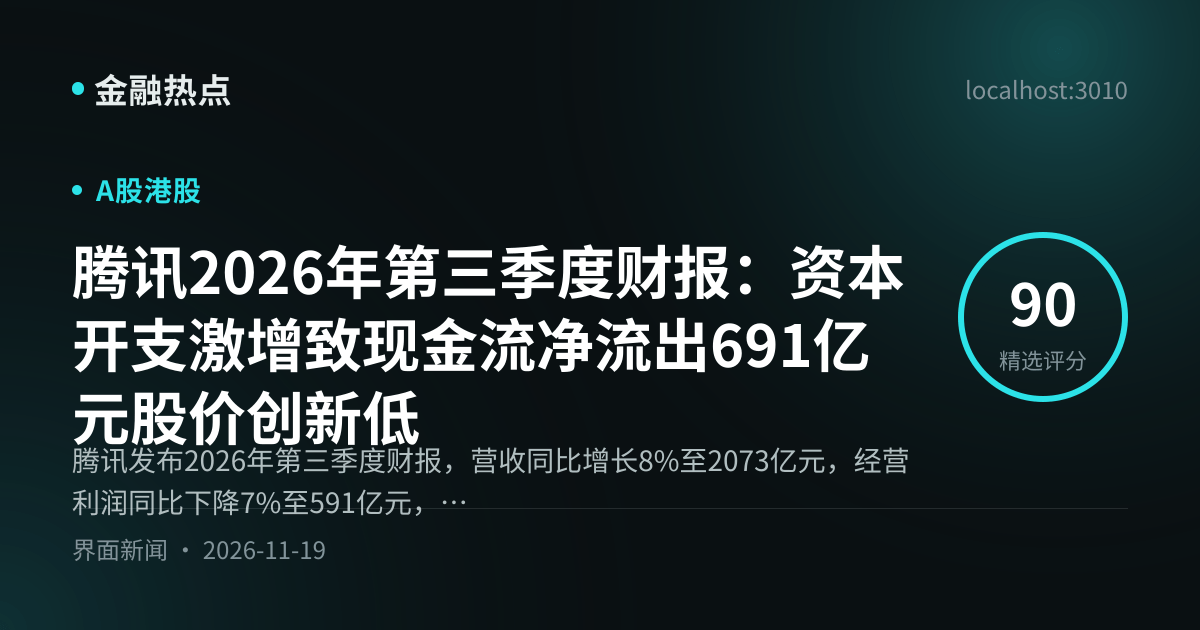 金融热点
localhost:3010
A股港股
腾讯2026年第三季度财报：资本
开支激增致现金流净流出691亿
元股价创新低
90
精选评分
腾讯发布2026年第三季度财报，营收同比增长8%至2073亿元，经营
利润同比下降7%至591亿元，…
界面新闻 • 2026-11-19